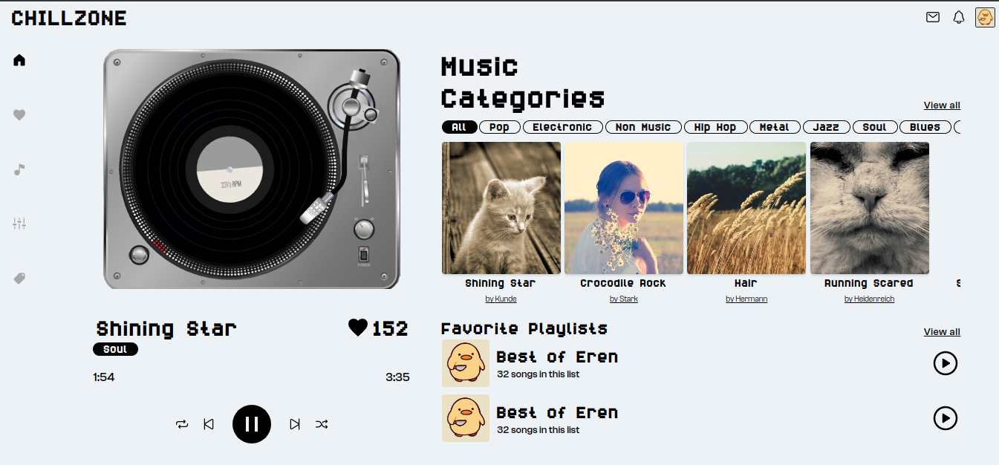 CHILLZONE
33⅓ RPM
Shining Star
152
Soul
1:54
3:35
Music
Categories
View all
All
Pop
Electronic
Non Music
Hip Hop
Metal
Jazz
Soul
Blues
Shining Star
Crocodile Rock
Hair
Running Scared
by Kunde
by Stark
by Hermann
by Heidenreich
Favorite Playlists
View all
Best of Eren
32 songs in this list
Best of Eren
32 songs in this list